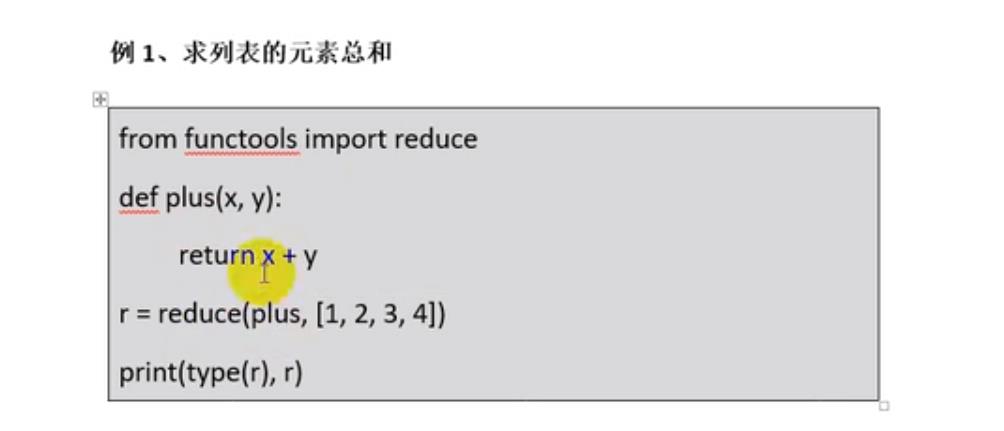 例 1、求列表的元素总和
from functools import reduce
def plus(x, y):
return x + y
r = reduce(plus, [1, 2, 3, 4])
print(type(r), r)